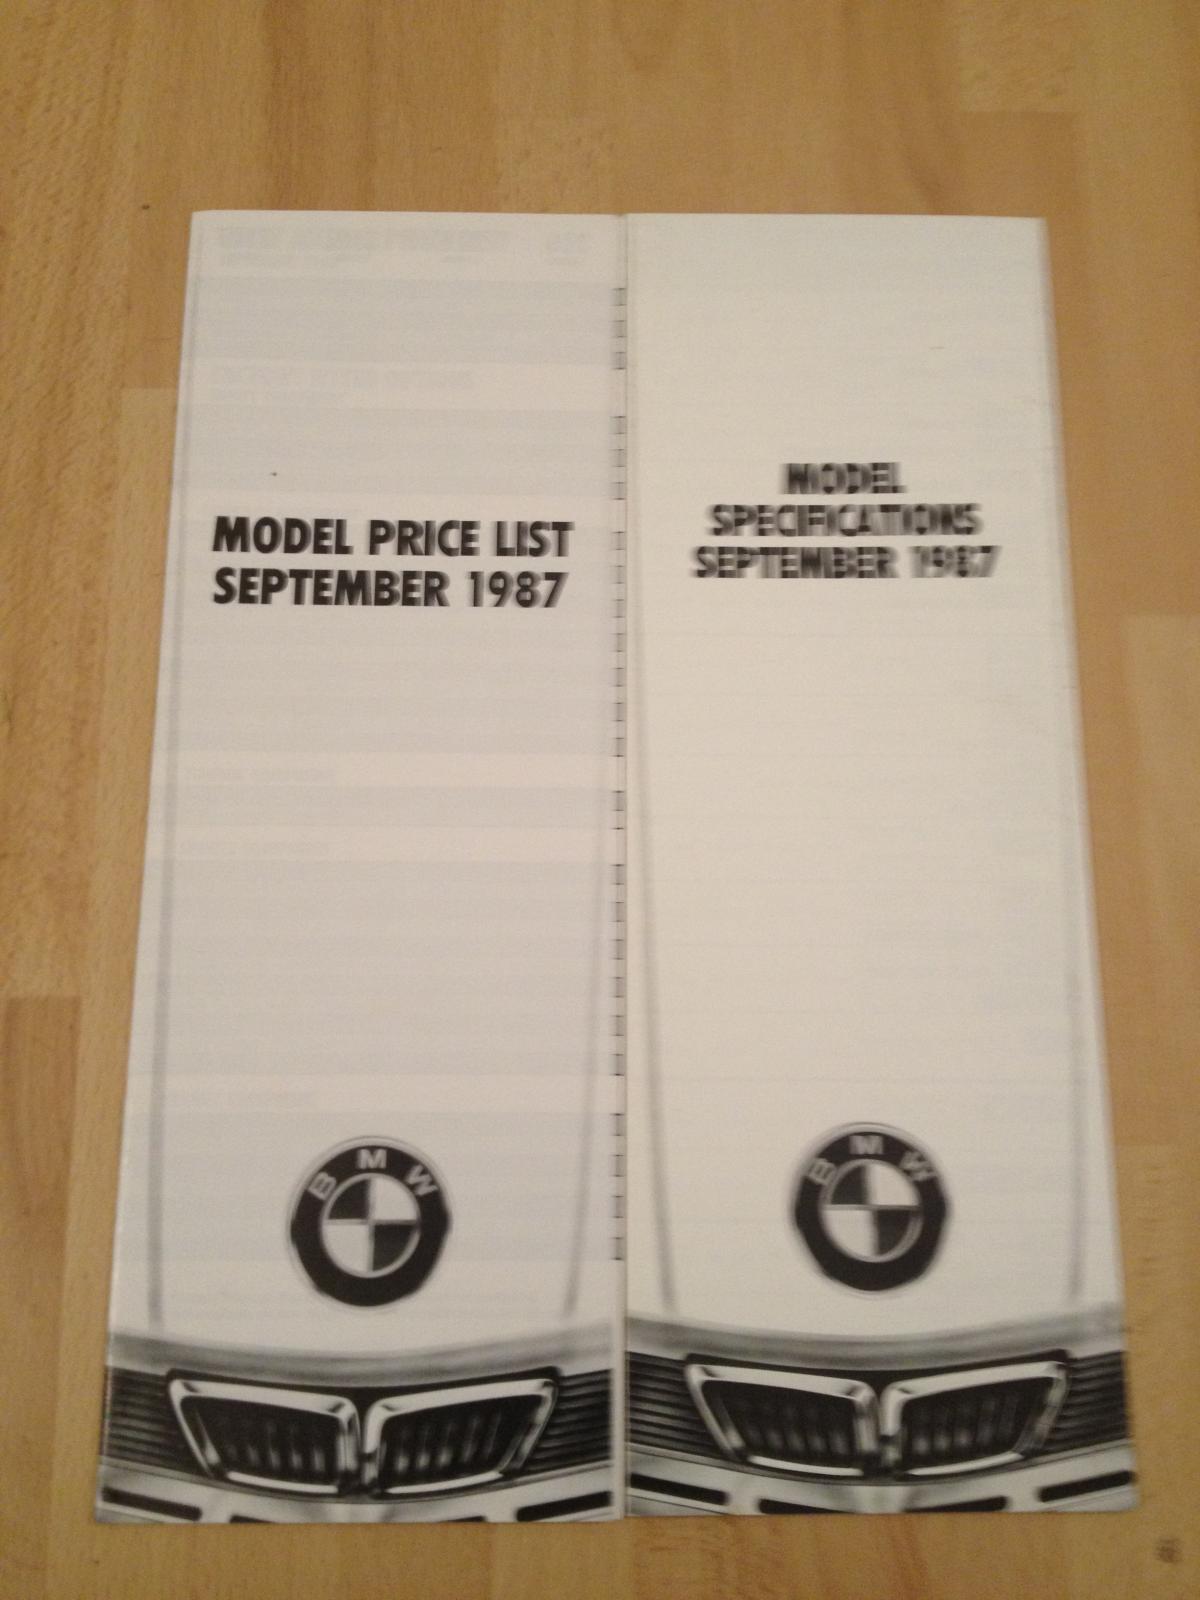 MODEL PRICE LIST
SEPTEMBER 1987
BMW
MODEL
SPECIFICATIONS
SEPTEMBER 1987
BMW